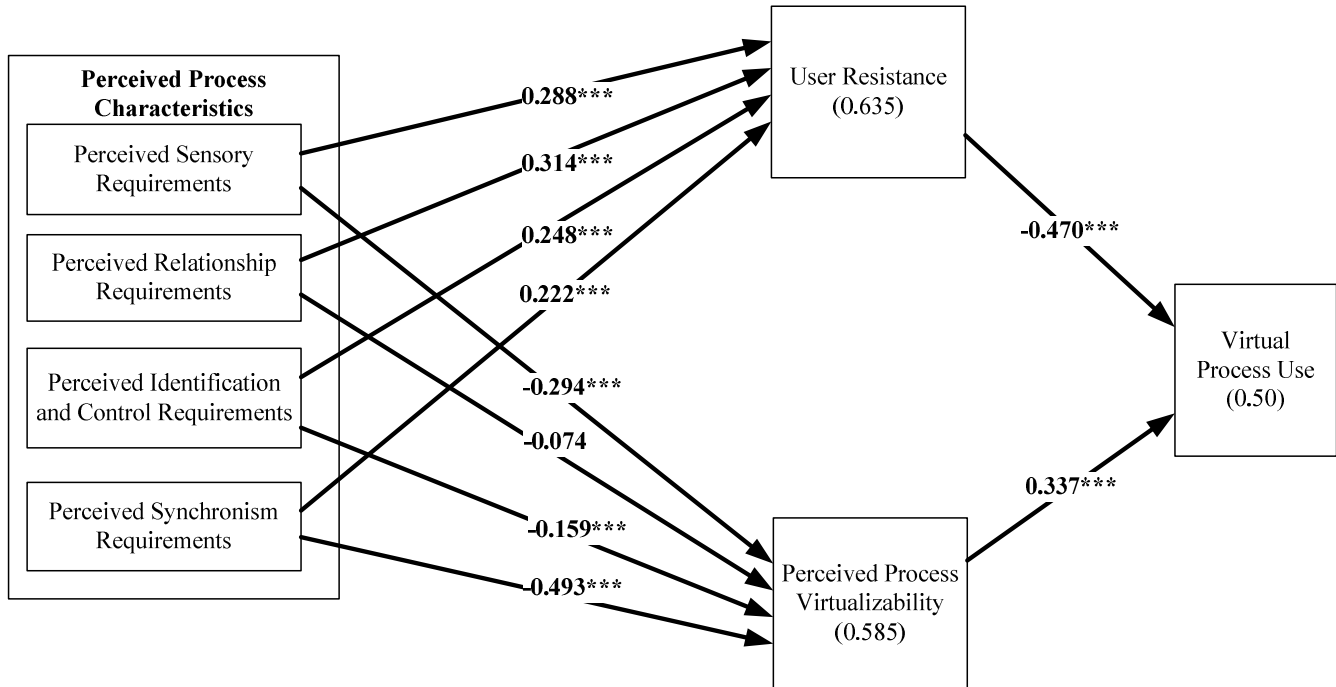 Perceived Process
Characteristics
Perceived Sensory
Requirements
Perceived Relationship
Requirements
Perceived Identification
and Control Requirements
Perceived Synchronism
Requirements
0.288***
0.314***
0.248***
0.222***
-0.294***
-0.074
-0.159***
-0.493***
User Resistance
(0.635)
Perceived Process
Virtualizability
(0.585)
-0.470***
0.337***
Virtual
Process Use
(0.50)